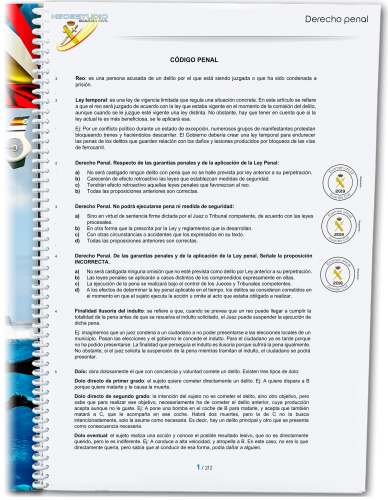 NEOESTUDIO
GUARDIA CIVIL
Derecho penal
CÓDIGO PENAL
1 Reo: es una persona acusada de un delito por el que está siendo juzgada o que ha sido condenada a
prisión.
2 Ley temporal: es una ley de vigencia limitada que regula una situación concreta. En este artículo se refiere
a que el reo será juzgado de acuerdo con la ley que estaba vigente en el momento de la comisión del delito,
aunque cuando se le juzgue esté vigente una ley distinta. No obstante, hay que tener en cuenta que si la
ley actual le es más beneficiosa, se le aplicará esa.
Ej: Por un conflicto político durante un estado de excepción, numerosos grupos de manifestantes protestan
bloqueando trenes y haciéndolos descarrilar. El Gobierno debería crear una ley temporal para endurecer
las penas de los delitos que guarden relación con los daños y lesiones producidos por bloqueos de las vías
de ferrocarril.
2 Derecho Penal. Respecto de las garantías penales y de la aplicación de la Ley Penal:
a) No será castigado ningún delito con pena que no se halle prevista por ley anterior a su perpetración.
b) Carecerán de efecto retroactivo las leyes que establezcan medidas de seguridad.
c) También efecto retroactivo aquellas leyes penales que favorezcan al reo.
d) Todas las proposiciones anteriores son correctas.
3 Derecho Penal. No podrá ejecutarse pena ni medida de seguridad:
a) Sino en virtud de sentencia firme dictada por el Juez o Tribunal competente, de acuerdo con las leyes
procesales.
b) En otra forma que la prescrita por la Ley y reglamentos que la desarrollan.
c) Con otras circunstancias o accidentes que los expresados en su texto.
d) Todas las proposiciones anteriores son correctas.
4 Derecho Penal. De las garantías penales y de la aplicación de la Ley Penal. Señale la proposición
INCORRECTA.
a) No será castigada ninguna omisión que no esté prevista como delito por Ley anterior a su perpetración.
b) Las leyes penales se aplicarán a casos distintos de los comprendidos expresamente en ellas.
c) La ejecución de la pena se realizará bajo el control de los Jueces y Tribunales competentes.
d) A los efectos de determinar la ley penal aplicable en el tiempo, los delitos se consideran cometidos en
el momento en que el sujeto ejecuta la acción u omite el acto que estaba obligado a realizar.
4 Finalidad ilusoria del indulto: se refiere a que, cuando se prevea que un reo pueda llegar a cumplir la
totalidad de la pena antes de que se resuelva el indulto solicitado, el Juez puede suspender la ejecución de
dicha pena.
Ej: imaginemos que un juez condena a un ciudadano a no poder presentarse a las elecciones locales de un
municipio. Pasan las elecciones y el gobierno le concede el indulto. Para el ciudadano ya es tarde porque
no ha podido presentarse. La finalidad que perseguía el indulto es ilusoria porque sufrirá la pena igualmente.
No obstante, si el juez solicita la suspensión de la pena mientras tramitan el indulto, el ciudadano se podrá
presentar.
5 Dolo: obra dolosamente el que con conciencia y voluntad comete un delito. Existen tres tipos de dolo:
Dolo directo de primer grado: el sujeto quiere cometer directamente un delito. Ej: A quiere dispara a B
porque quiere matarle y le causa la muerte.
Dolo directo de segundo grado: la intención del sujeto no es cometer el delito, sino otro objetivo, pero
sabe que para realizar ese objetivo, necesariamente ha de cometer el delito anterior; cuya producción
acepta aunque no le guste. Ej: A pone una bomba en el coche de B para matarle, y acepta que también
matará a C, que le acompaña en ese coche. Habrá dos muertes, pero la de C no la busca
intencionadamente, solo la asume como necesaria. Es decir, hay un delito principal y otro que se presenta
como consecuencia necesaria.
Dolo eventual: el sujeto realiza una acción y conoce el posible resultado lesivo, que no es directamente
querido, pero le es indiferente. Ej: A conduce a alta velocidad, y atropella a B. En este caso, no era lo que
directamente quería, pero sabía que al conducir de esa forma, podía dañar a alguien.
2019
2019
2019
1 / 212